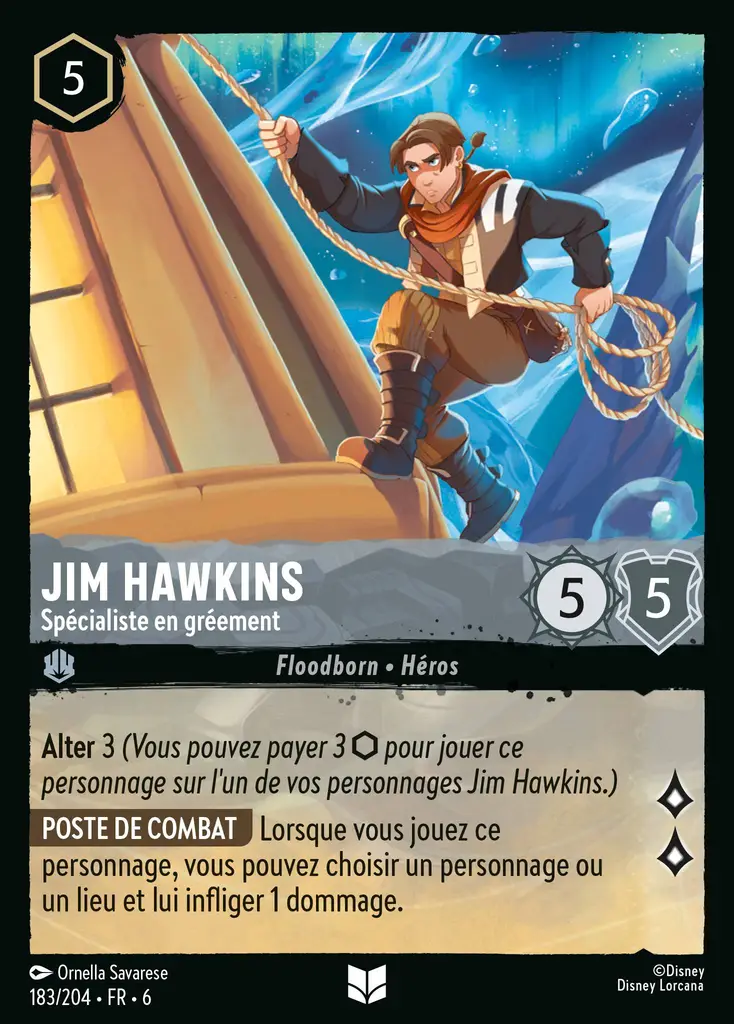 5
JIM HAWKINS
Spécialiste en gréement
5
5
Floodborn • Héros
Alter 3 (Vous pouvez payer 3 ⬡ pour jouer ce
personnage sur l'un de vos personnages Jim Hawkins.)
POSTE DE COMBAT Lorsque vous jouez ce
personnage, vous pouvez choisir un personnage ou
un lieu et lui infliger 1 dommage.
Ornella Savarese
183/204 • FR • 6
©Disney
Disney Lorcana